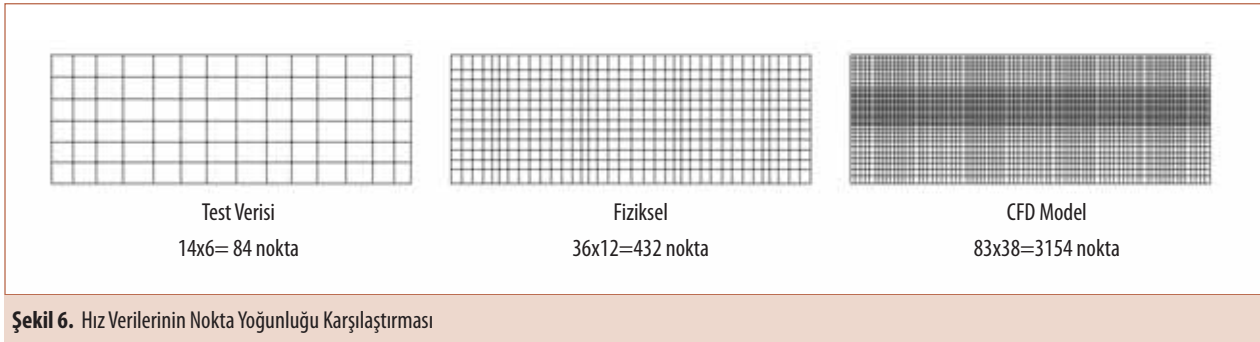 Test Verisi
14x6= 84 nokta
Fiziksel
36x12=432 nokta
CFD Model
83x38=3154 nokta
Şekil 6. Hız Verilerinin Nokta Yoğunluğu Karşılaştırması